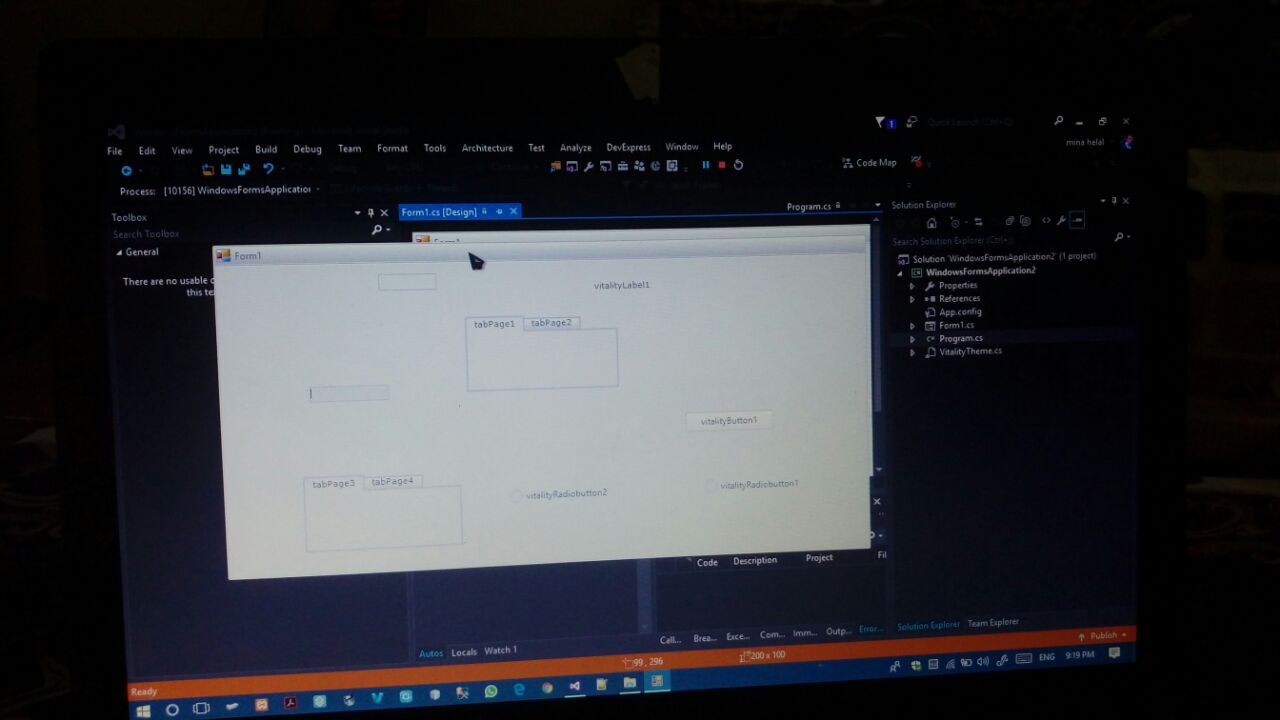 1
Quick Launch (Ctrl+Q)
File Edit View Project Build Debug Team Format Tools Architecture Test Analyze DevExpress Window Help
mina helal
Code Map
Process: [10156] WindowsFormsApplication
Toolbox
Form1.cs [Design]
Program.cs
Solution Explorer
Search Toolbox
General
There are no usable c
this te
Form1
Form1
vitalityLabel1
tabPage1 tabPage2
vitalityButton1
tabPage3 tabPage4
vitalityRadiobutton2
vitalityRadiobutton1
Search Solution Explorer (Ctrl+;)
Solution 'WindowsFormsApplication2' (1 project)
WindowsFormsApplication2
Properties
References
App.config
Form1.cs
Program.cs
VitalityTheme.cs
Code Description Project Fil
Call... Brea... Exce... Com... Imm... Outp... Error...
Solution Explorer Team Explorer
Autos Locals Watch 1
Ready
99 , 296
200 x 100
Publish
ENG 9:19 PM